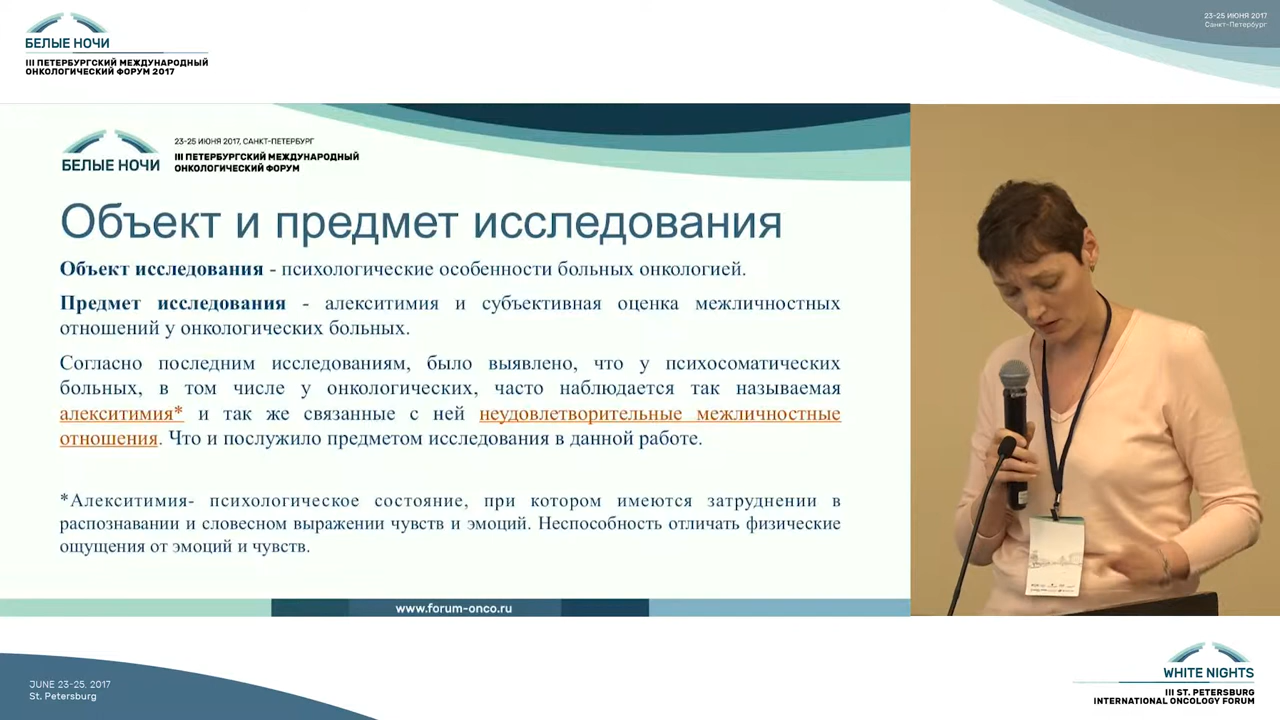 БЕЛЫЕ НОЧИ
III ПЕТЕРБУРГСКИЙ МЕЖДУНАРОДНЫЙ
ОНКОЛОГИЧЕСКИЙ ФОРУМ 2017
23-25 ИЮНЯ 2017
Санкт-Петербург
БЕЛЫЕ НОЧИ
23-25 ИЮНЯ 2017, САНКТ-ПЕТЕРБУРГ
III ПЕТЕРБУРГСКИЙ МЕЖДУНАРОДНЫЙ
ОНКОЛОГИЧЕСКИЙ ФОРУМ
Объект и предмет исследования
Объект исследования - психологические особенности больных онкологией.
Предмет исследования - алекситимия и субъективная оценка межличностных
отношений у онкологических больных.
Согласно последним исследованиям, было выявлено, что у психосоматических
больных, в том числе у онкологических, часто наблюдается так называемая
алекситимия* и так же связанные с ней неудовлетворительные межличностные
отношения. Что и послужило предметом исследования в данной работе.
*Алекситимия- психологическое состояние, при котором имеются затруднении в
распознавании и словесном выражении чувств и эмоций. Неспособность отличать физические
ощущения от эмоций и чувств.
www.forum-onco.ru
JUNE 23-25, 2017
St. Petersburg
WHITE NIGHTS
III ST. PETERSBURG
INTERNATIONAL ONCOLOGY FORUM